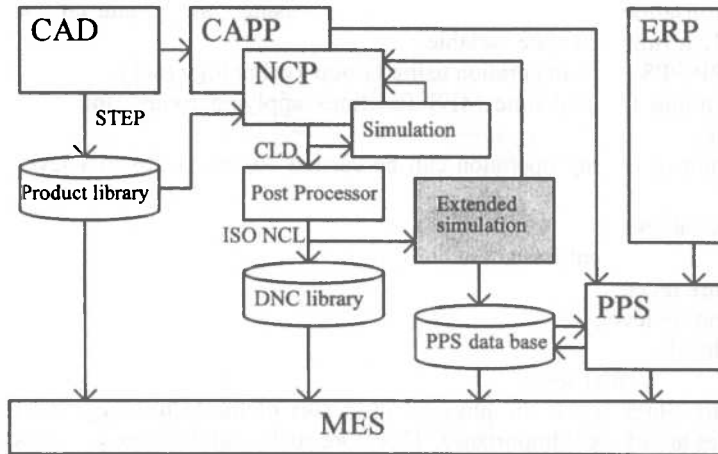 CAD
CAPP
ERP
NCP
STEP
Simulation
CLD
Product library
Post Processor
Extended
simulation
ISO NCL
DNC library
PPS
PPS data base
MES